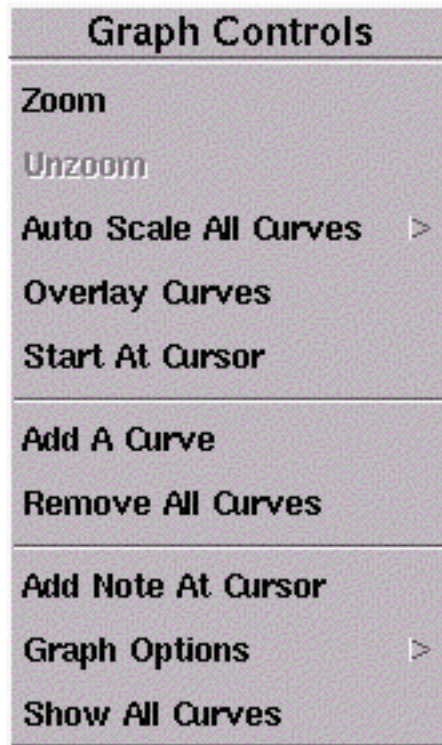 Graph Controls
Zoom
Unzoom
Auto Scale All Curves
Overlay Curves
Start At Cursor
Add A Curve
Remove All Curves
Add Note At Cursor
Graph Options
Show All Curves